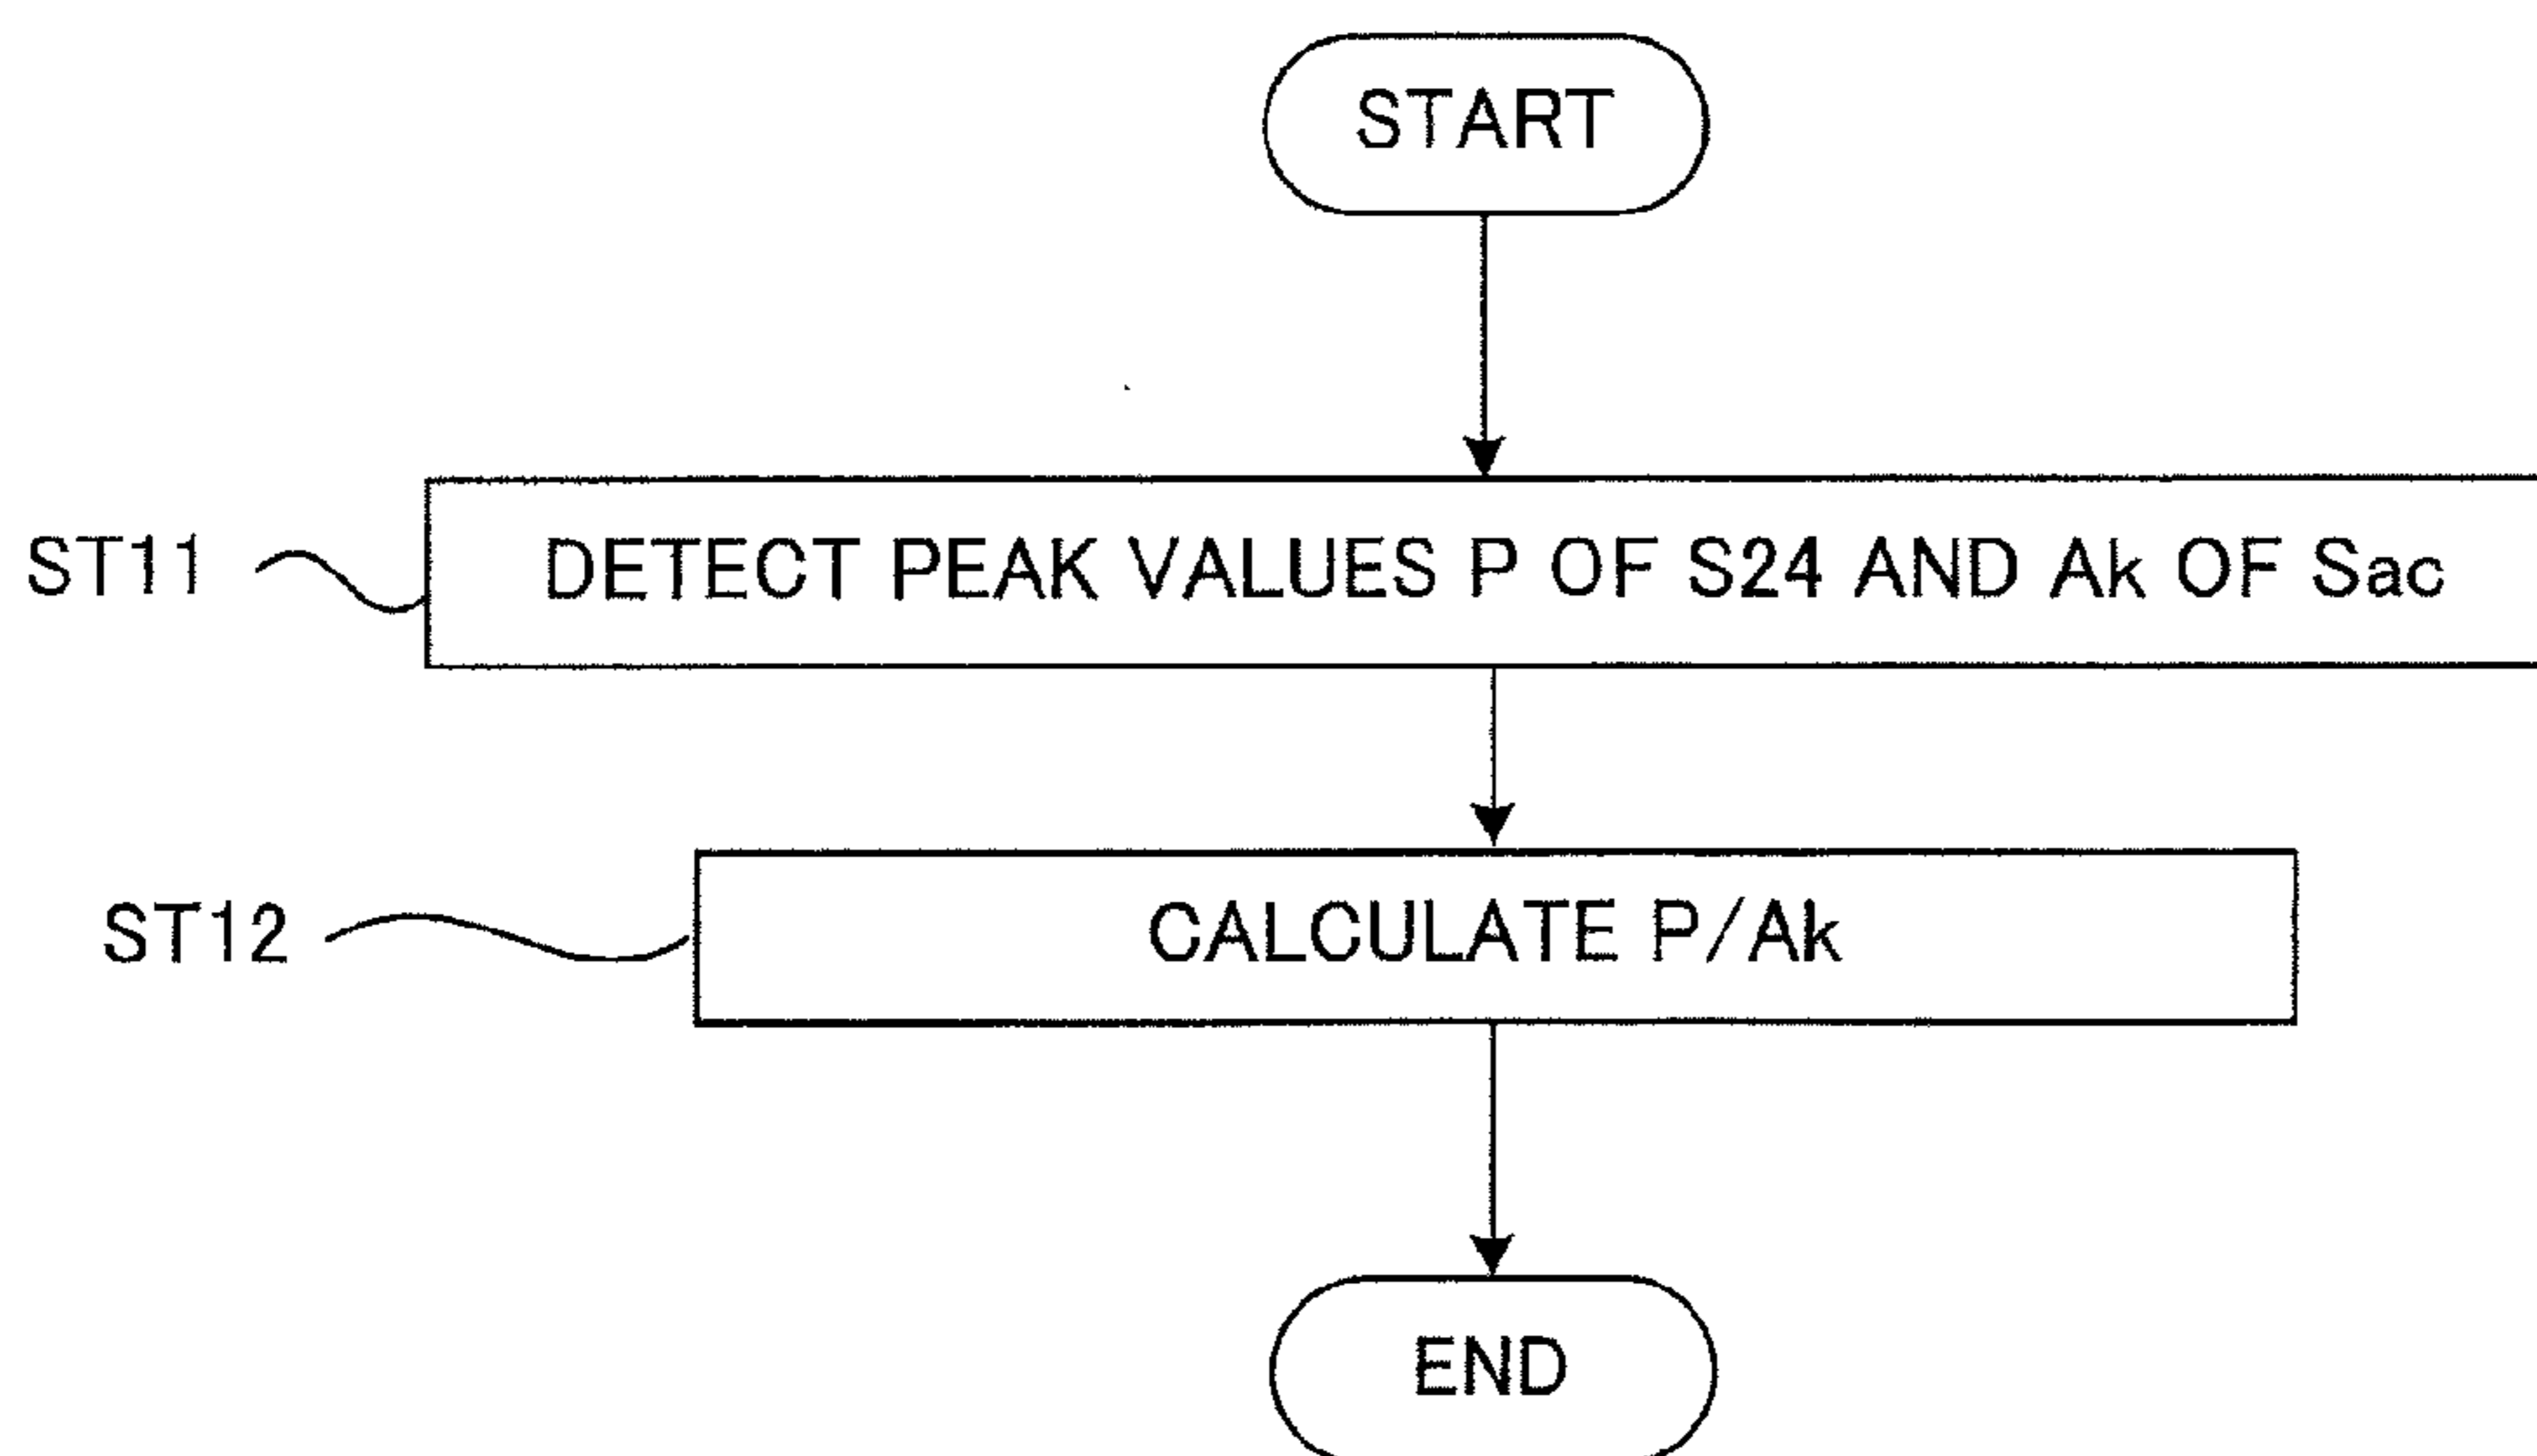 START
ST11
DETECT PEAK VALUES P OF S24 AND Ak OF Sac
ST12
CALCULATE P/Ak
END